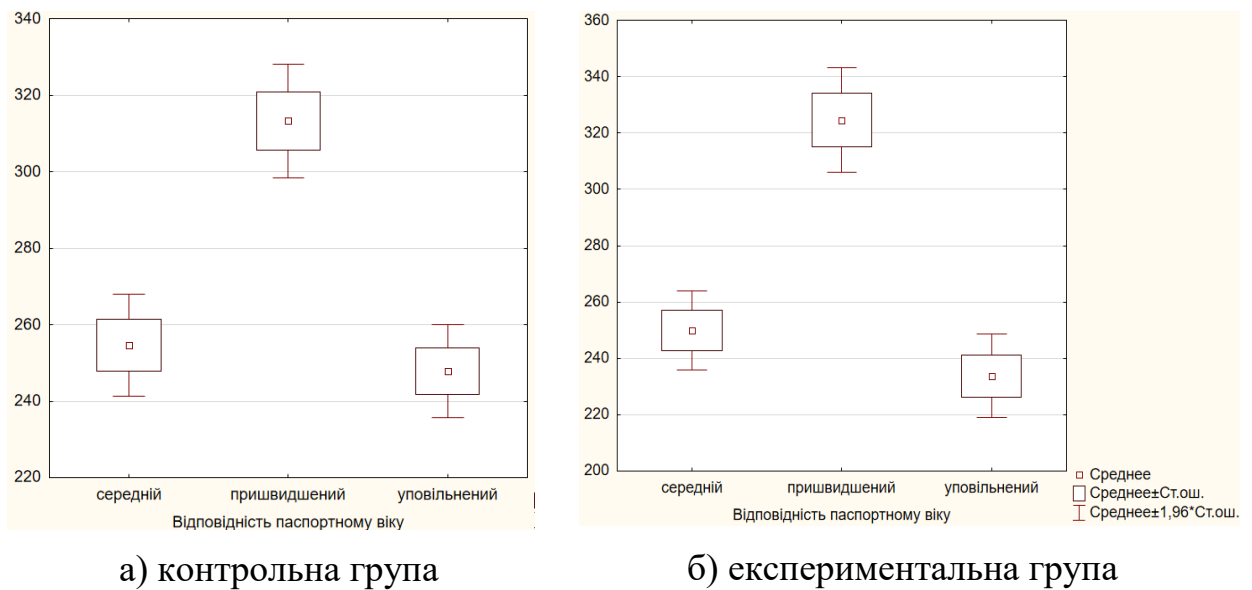 340
320
300
280
260
240
220
середній пришвидшений уповільнений
Відповідність паспортному віку
360
340
320
300
280
260
240
220
200
середній пришвидшений уповільнений
Відповідність паспортному віку
Среднее
Среднее±Ст.ош.
Среднее±1,96*Ст.ош.
а) контрольна група
б) експериментальна група